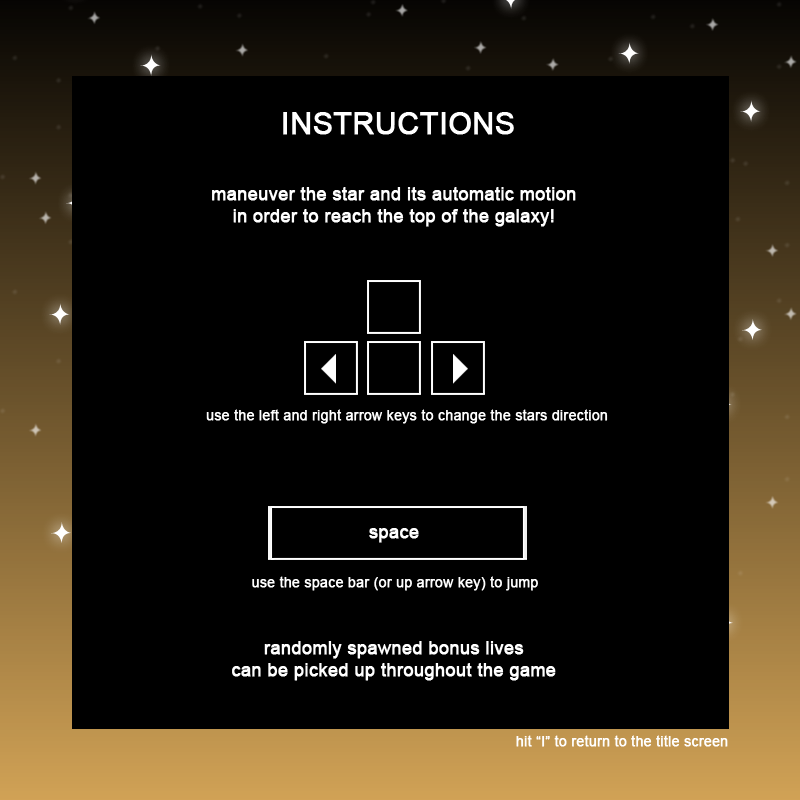 INSTRUCTIONS
maneuver the star and its automatic motion
in order to reach the top of the galaxy!
use the left and right arrow keys to change the stars direction
space
use the space bar (or up arrow key) to jump
randomly spawned bonus lives
can be picked up throughout the game
hit “I” to return to the title screen